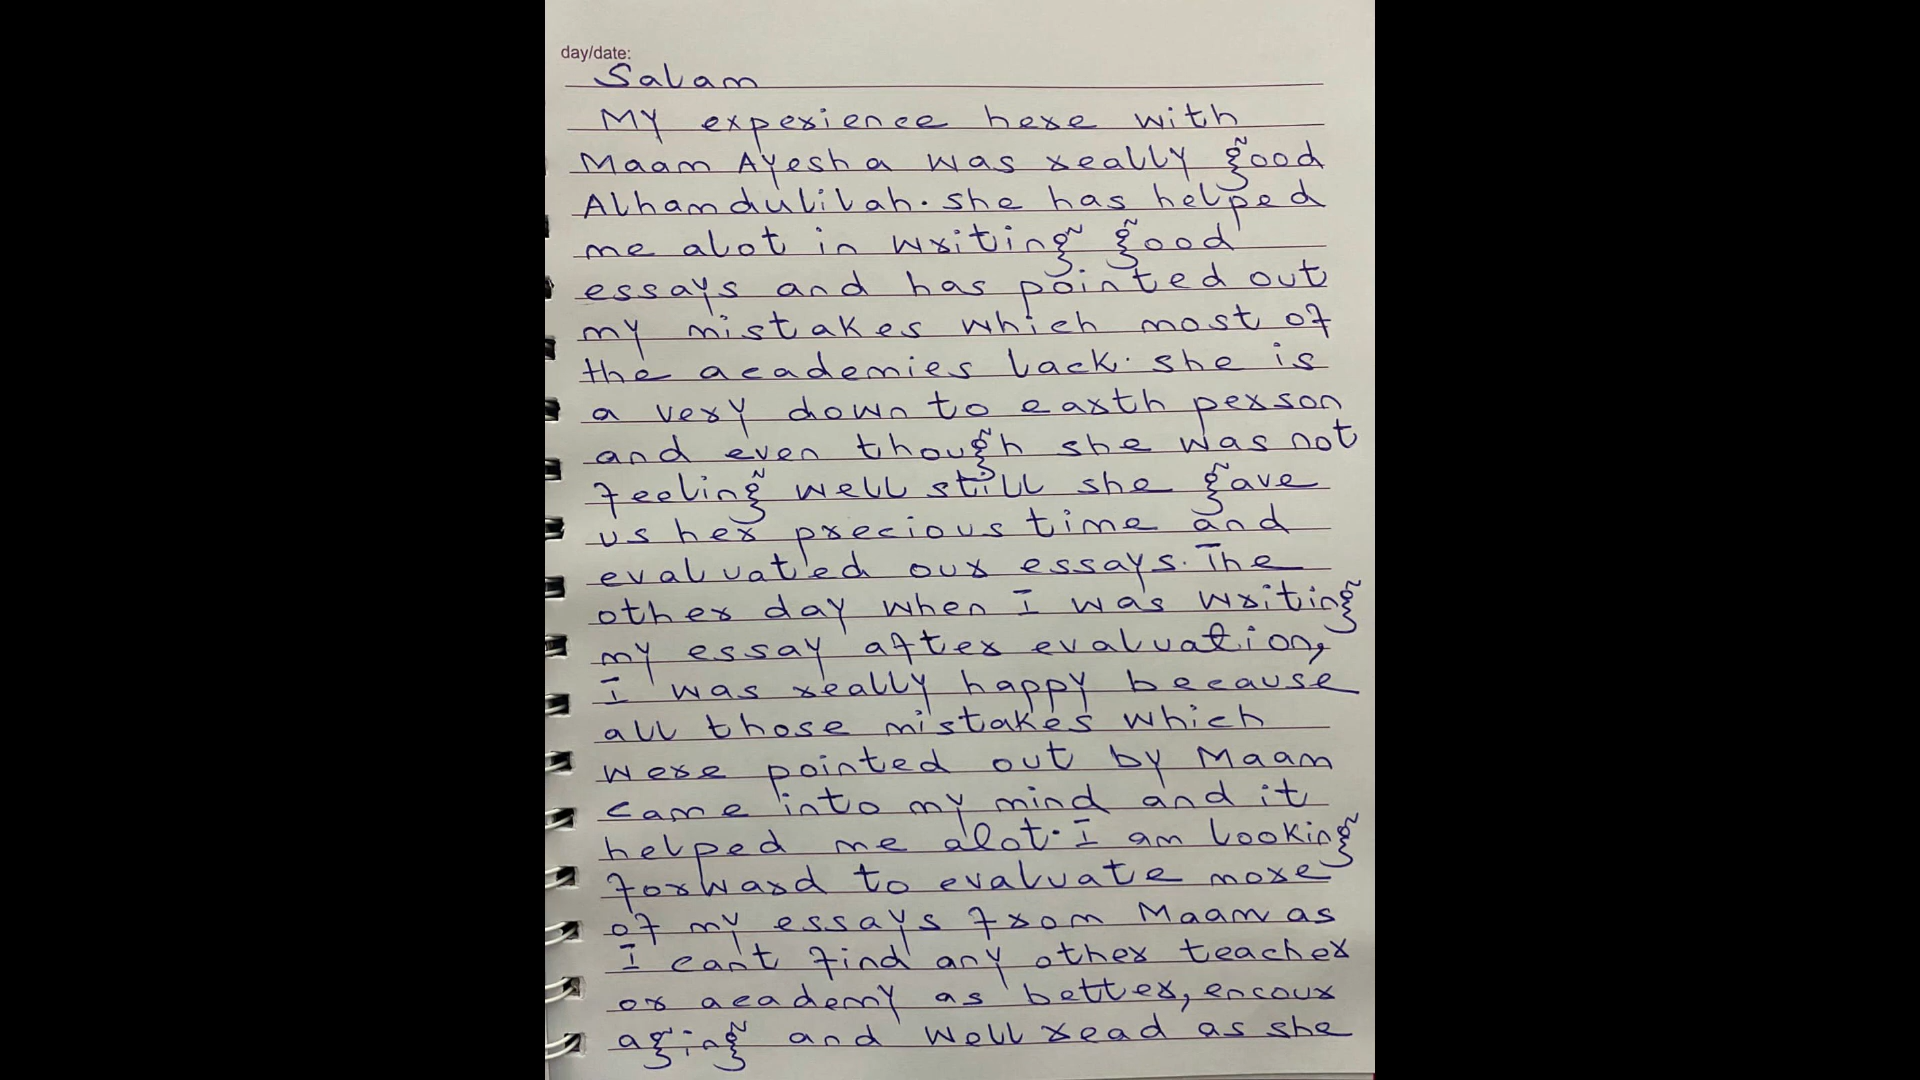 day/date:
Salam
My experience here with
Maam Ayesha was really good
Alhamdulilah. she has helped
me alot in writing good
essays and has pointed out
my mistakes which most of
the academies lack. she is
a very down to earth person
and even though she was not
feeling well still she gave
us her precious time and
evaluated our essays. The
other day when I was writing
my essay after evaluation,
I was really happy because
all those mistakes which
were pointed out by Maam
came into my mind and it
helped me alot. I am looking
forward to evaluate more
of my essays from Maam as
I cant find any other teacher
or academy as better, encour
aging and well read as she